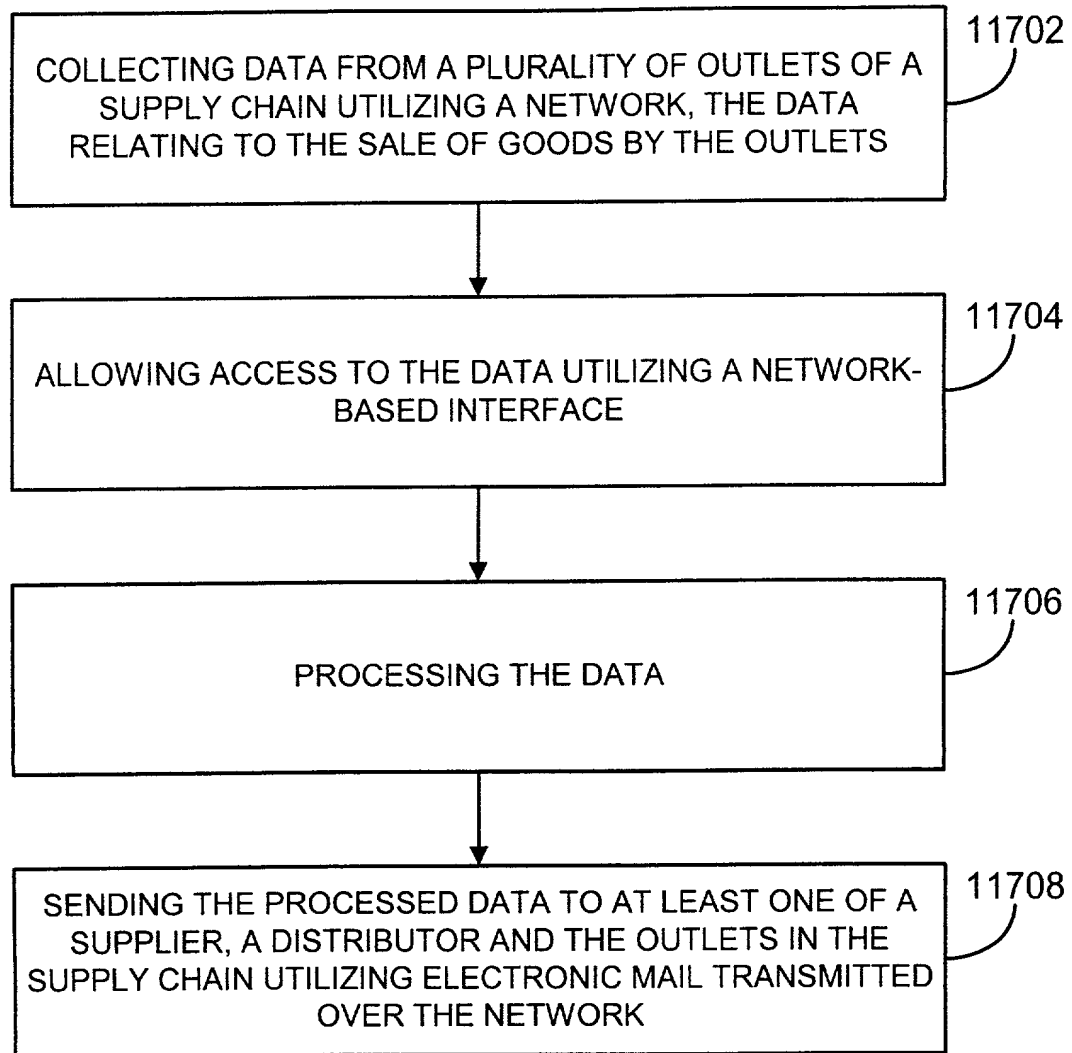 11702
COLLECTING DATA FROM A PLURALITY OF OUTLETS OF A
SUPPLY CHAIN UTILIZING A NETWORK, THE DATA
RELATING TO THE SALE OF GOODS BY THE OUTLETS
11704
ALLOWING ACCESS TO THE DATA UTILIZING A NETWORK-
BASED INTERFACE
11706
PROCESSING THE DATA
11708
SENDING THE PROCESSED DATA TO AT LEAST ONE OF A
SUPPLIER, A DISTRIBUTOR AND THE OUTLETS IN THE
SUPPLY CHAIN UTILIZING ELECTRONIC MAIL TRANSMITTED
OVER THE NETWORK